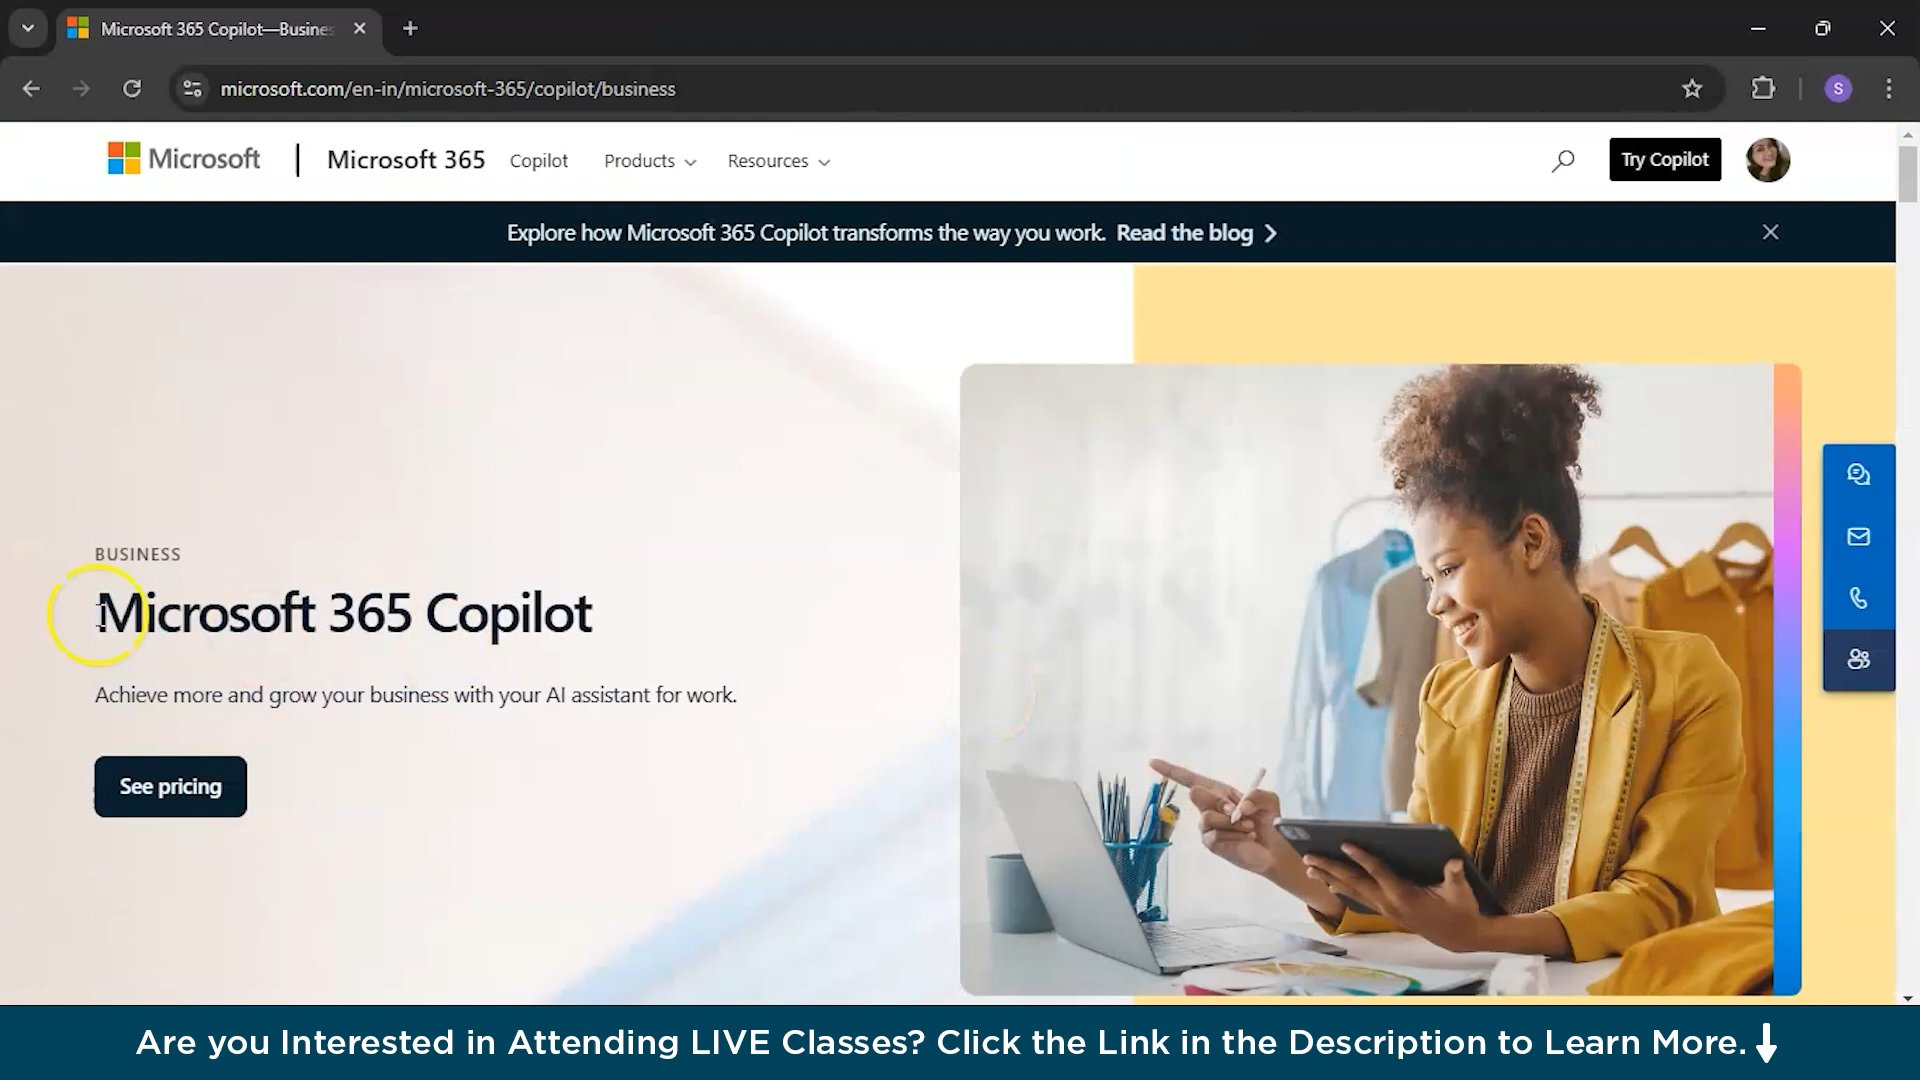 Microsoft 365 Copilot—Busines
microsoft.com/en-in/microsoft-365/copilot/business
S
Microsoft
Microsoft 365
Copilot
Products
Resources
Try Copilot
Explore how Microsoft 365 Copilot transforms the way you work. Read the blog
BUSINESS
Microsoft 365 Copilot
Achieve more and grow your business with your AI assistant for work.
See pricing
Are you Interested in Attending LIVE Classes? Click the Link in the Description to Learn More.